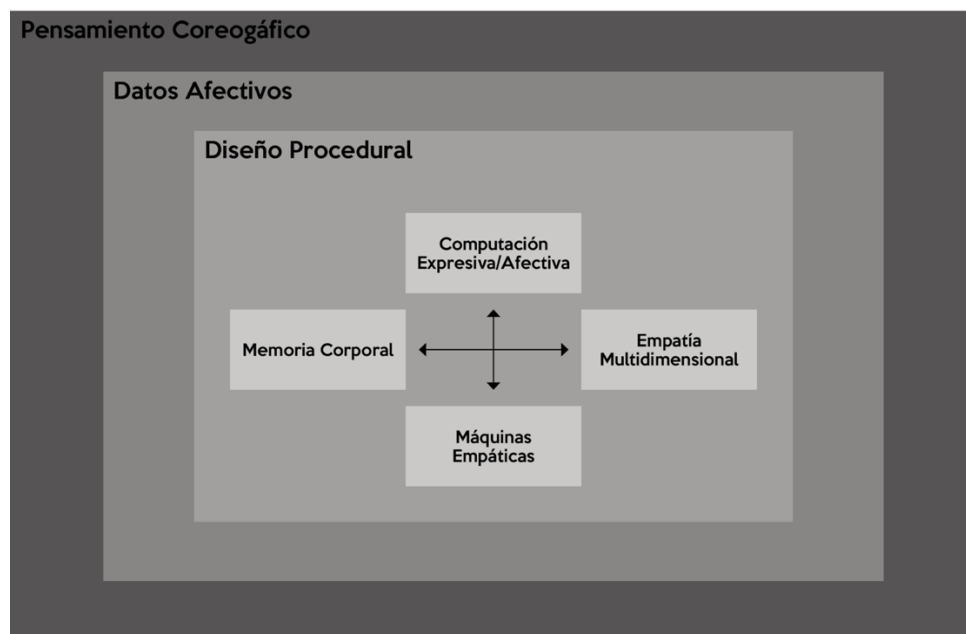 Pensamiento Coreogáfico
Datos Afectivos
Diseño Procedural
Computación
Expresiva/Afectiva
Memoria Corporal
Empatía
Multidimensional
Máquinas
Empáticas